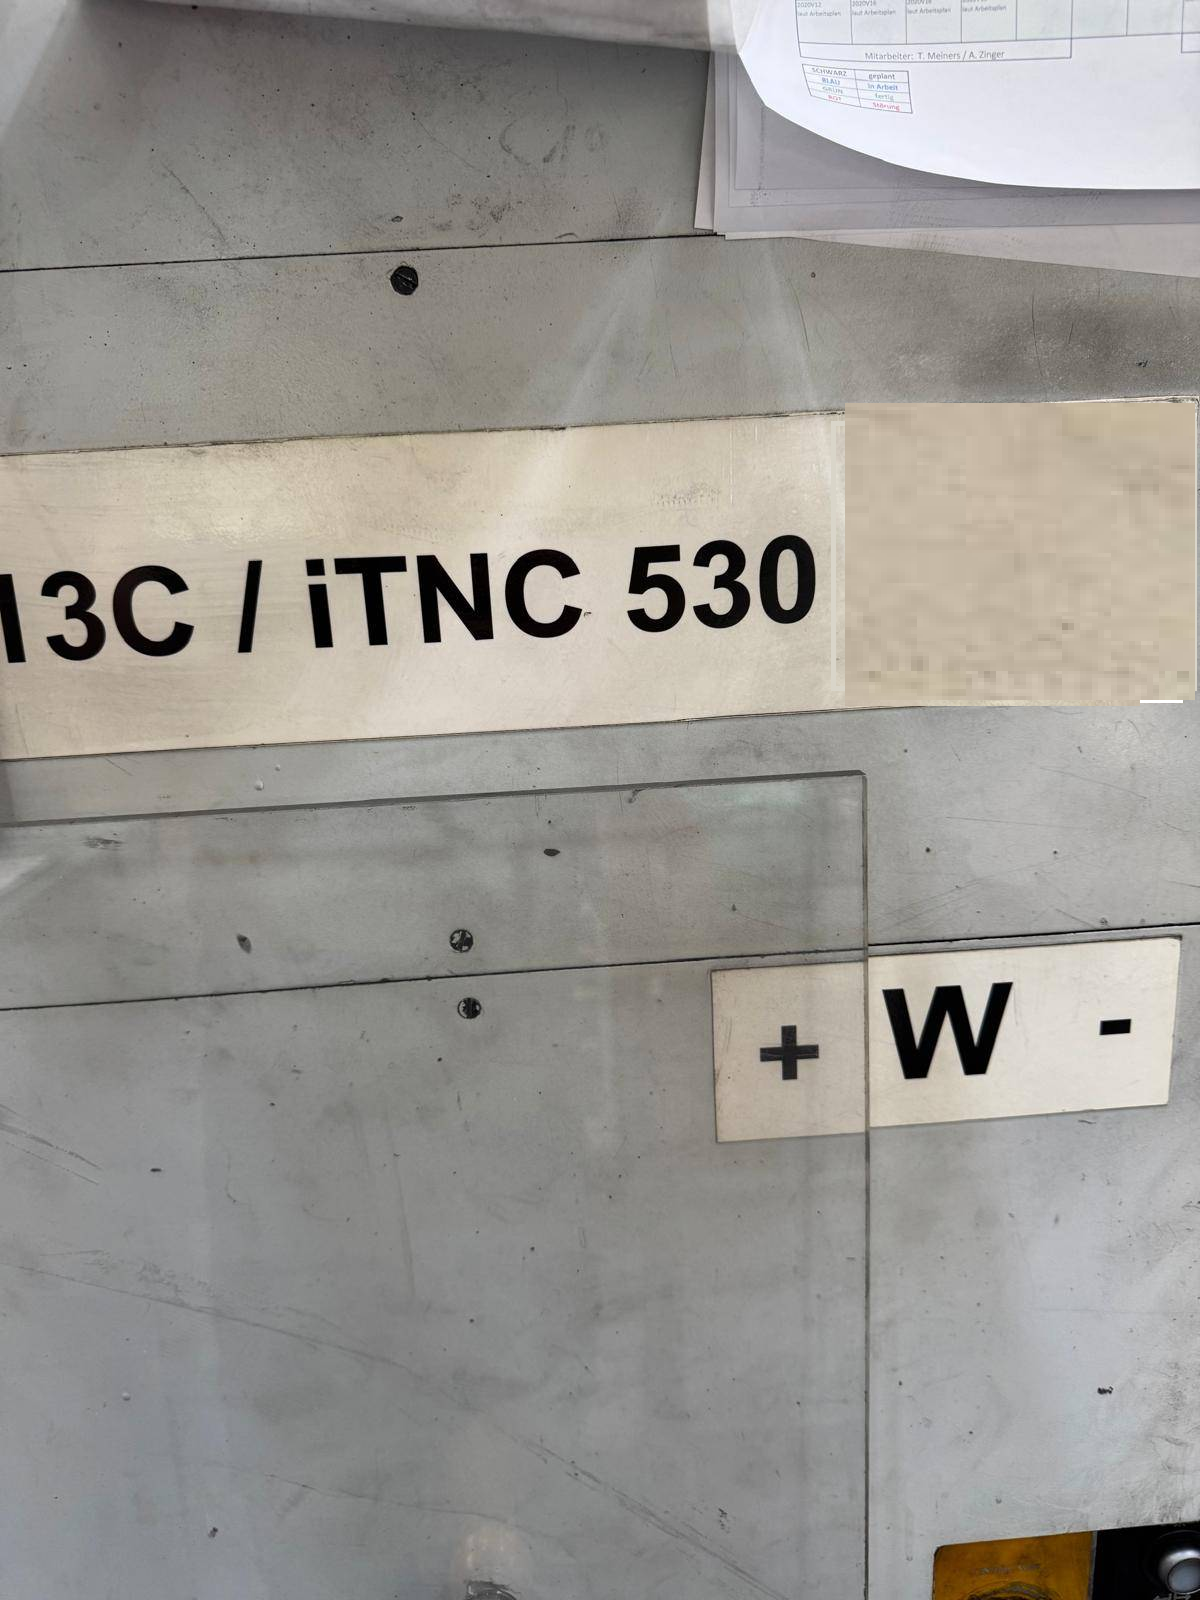 2020V12
laut Arbeitsplan
2020V16
laut Arbeitsplan
laut Arbeitsplan
laut Arbeitsplan
Mitarbeiter: T. Meiners / A. Zinger
SCHWARZ geplant
BLAU In Arbeit
GRÜN fertig
ROT Störung
13C / iTNC 530
+ W -